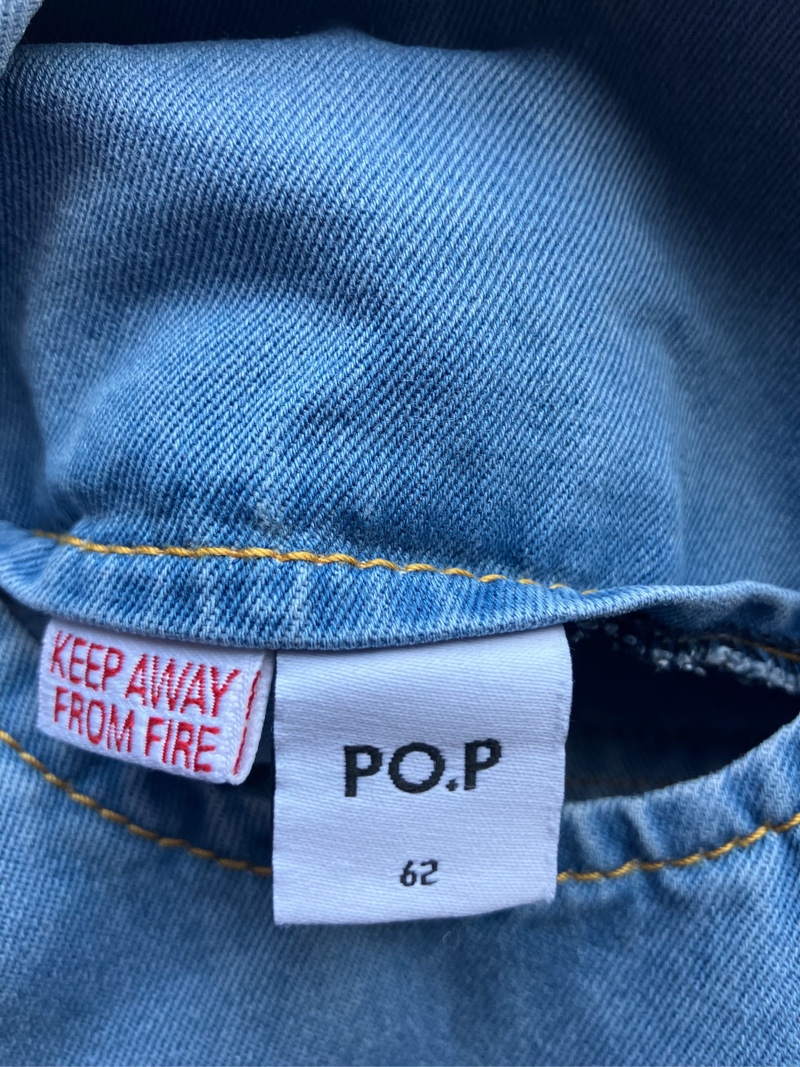 KEEP AWAY
FROM FIRE
PO.P
62